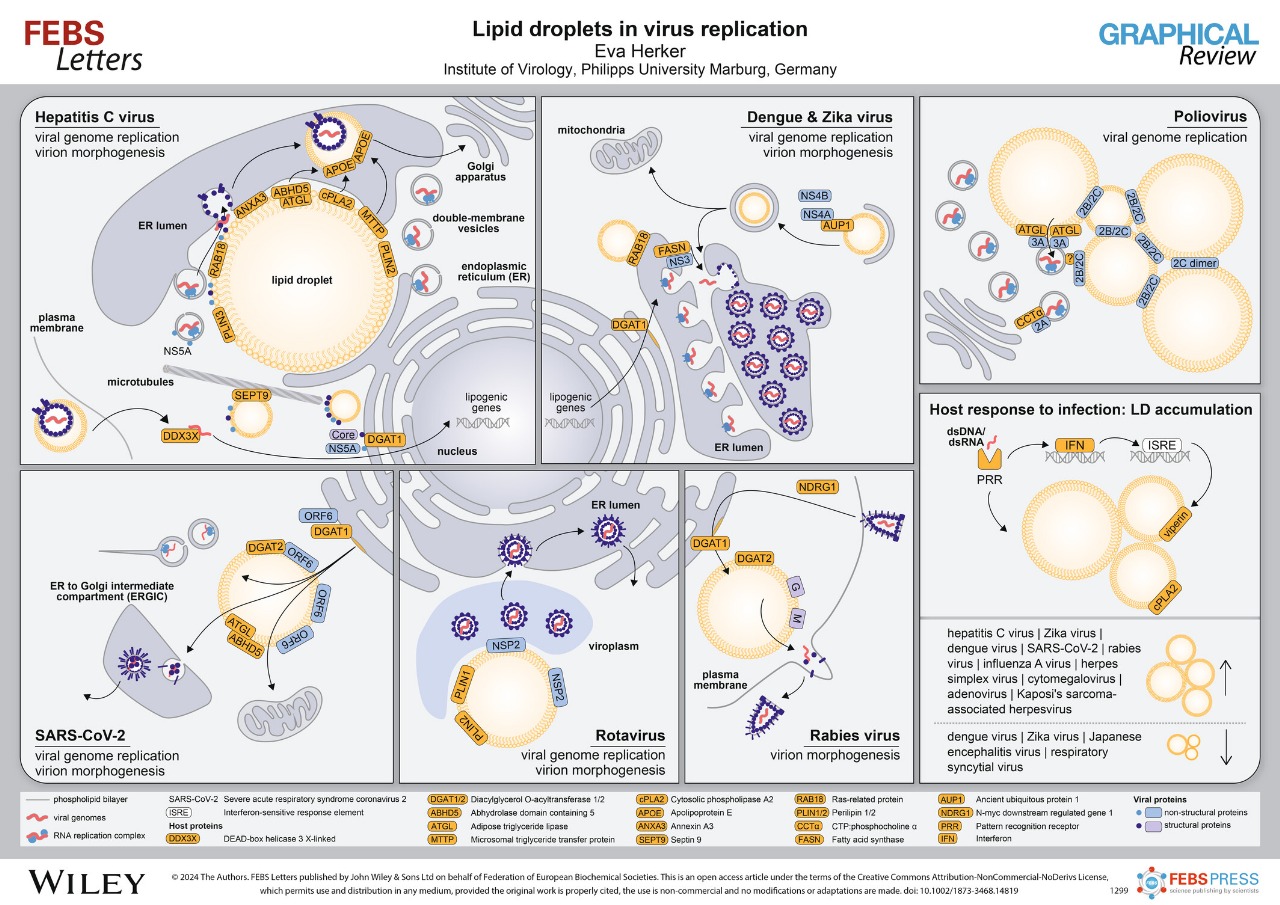 FEBS
Letters
Lipid droplets in virus replication
Eva Herker
Institute of Virology, Philipps University Marburg, Germany
GRAPHICAL
Review
Hepatitis C virus
viral genome replication
virion morphogenesis
APOE
APOE
Golgi
apparatus
ANXA3
ABHD5
ATGL
cPLA2
MTTP
double-membrane
vesicles
ER lumen
RAB18
PLIN2
endoplasmic
reticulum (ER)
lipid droplet
plasma
membrane
PLIN3
NS5A
microtubules
SEPT9
DDX3X
Core
NS5A
DGAT1
lipogenic
genes
nucleus
mitochondria
Dengue & Zika virus
viral genome replication
virion morphogenesis
NS4B
NS4A
AUP1
RAB18
FASN
NS3
DGAT1
lipogenic
genes
ER lumen
Poliovirus
viral genome replication
2B/2C
2B/2C
ATGL
ATGL
3A
3A
2B/2C
2B/2C
?
2B/2C
2C dimer
2B/2C
CCTα
2A
Host response to infection: LD accumulation
dsDNA/
dsRNA
IFN
ISRE
PRR
viperin
cPLA2
hepatitis C virus | Zika virus |
dengue virus | SARS-CoV-2 | rabies
virus | influenza A virus | herpes
simplex virus | cytomegalovirus |
adenovirus | Kaposi's sarcoma-
associated herpesvirus
dengue virus | Zika virus | Japanese
encephalitis virus | respiratory
syncytial virus
ORF6
DGAT1
DGAT2
ORF6
ER to Golgi intermediate
compartment (ERGIC)
ORF6
ATGL
ABHD5
ORF6
SARS-CoV-2
viral genome replication
virion morphogenesis
ER lumen
viroplasm
NSP2
PLIN1
NSP2
PLIN2
Rotavirus
viral genome replication
virion morphogenesis
NDRG1
DGAT1
DGAT2
G
M
plasma
membrane
Rabies virus
virion morphogenesis
phospholipid bilayer
viral genomes
RNA replication complex
SARS-CoV-2 Severe acute respiratory syndrome coronavirus 2
ISRE Interferon-sensitive response element
Host proteins
DDX3X DEAD-box helicase 3 X-linked
DGAT1/2 Diacylglycerol O-acyltransferase 1/2
ABHD5 Abhydrolase domain containing 5
ATGL Adipose triglyceride lipase
MTTP Microsomal triglyceride transfer protein
cPLA2 Cytosolic phospholipase A2
APOE Apolipoprotein E
ANXA3 Annexin A3
SEPT9 Septin 9
RAB18 Ras-related protein
PLIN1/2 Perilipin 1/2
CCTα CTP:phosphocholine α
FASN Fatty acid synthase
AUP1 Ancient ubiquitous protein 1
NDRG1 N-myc downstream regulated gene 1
PRR Pattern recognition receptor
IFN Interferon
Viral proteins
non-structural proteins
structural proteins
WILEY
© 2024 The Authors. FEBS Letters published by John Wiley & Sons Ltd on behalf of Federation of European Biochemical Societies. This is an open access article under the terms of the Creative Commons Attribution-NonCommercial-NoDerivs License,
which permits use and distribution in any medium, provided the original work is properly cited, the use is non-commercial and no modifications or adaptations are made. doi: 10.1002/1873-3468.14819
1299
FEBS PRESS
science publishing by scientists